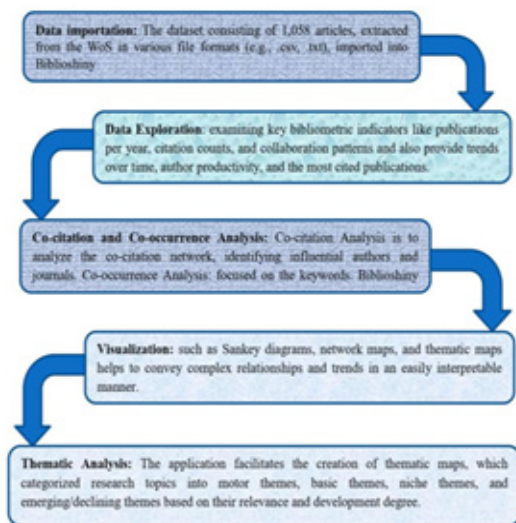 Data importation: The dataset consisting of 1,058 articles, extracted
from the WoS in various file formats (e.g., .csv, .txt), imported into
Biblioshiny
Data Exploration: examining key bibliometric indicators like publications
per year, citation counts, and collaboration patterns and also provide trends
over time, author productivity, and the most cited publications.
Co-citation and Co-occurrence Analysis: Co-citation Analysis is to
analyze the co-citation network, identifying influential authors and
journals. Co-occurrence Analysis: focused on the keywords. Biblioshiny
Visualization: such as Sankey diagrams, network maps, and thematic maps
helps to convey complex relationships and trends in an easily interpretable
manner.
Thematic Analysis: The application facilitates the creation of thematic maps, which
categorized research topics into motor themes, basic themes, niche themes, and
emerging/declining themes based on their relevance and development degree.